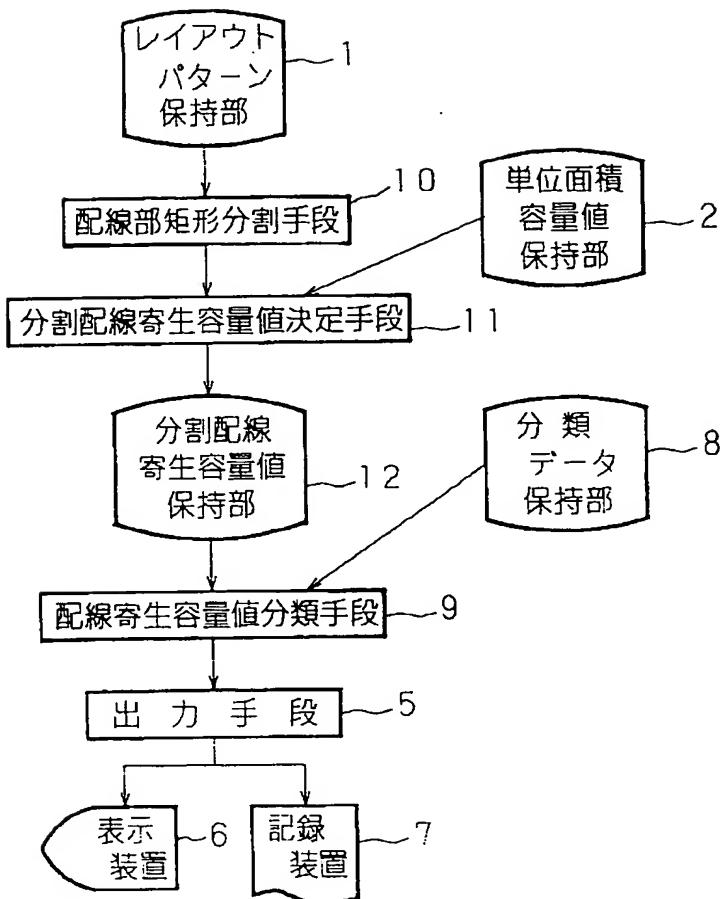 レイアウト
パターン
保持部
1
配線部矩形分割手段
10
単位面積
容量値
保持部
2
分割配線寄生容量値決定手段
11
分割配線
寄生容量値
保持部
12
分類
データ
保持部
8
配線寄生容量値分類手段
9
出力手段
5
表示
装置
6
記録
装置
7